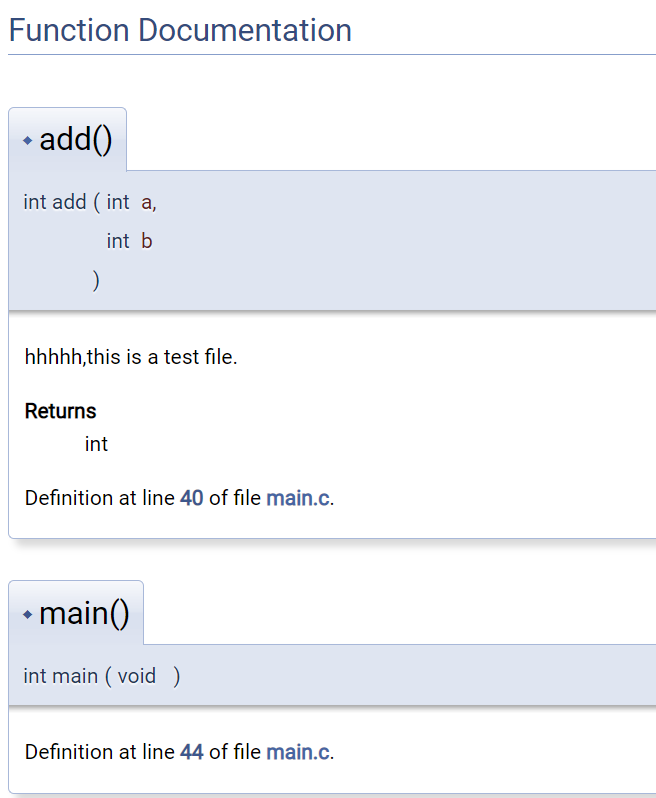 Function Documentation
add()
int add ( int a,
int b
)
hhhhh,this is a test file.
Returns
int
Definition at line 40 of file main.c.
main()
int main ( void )
Definition at line 44 of file main.c.